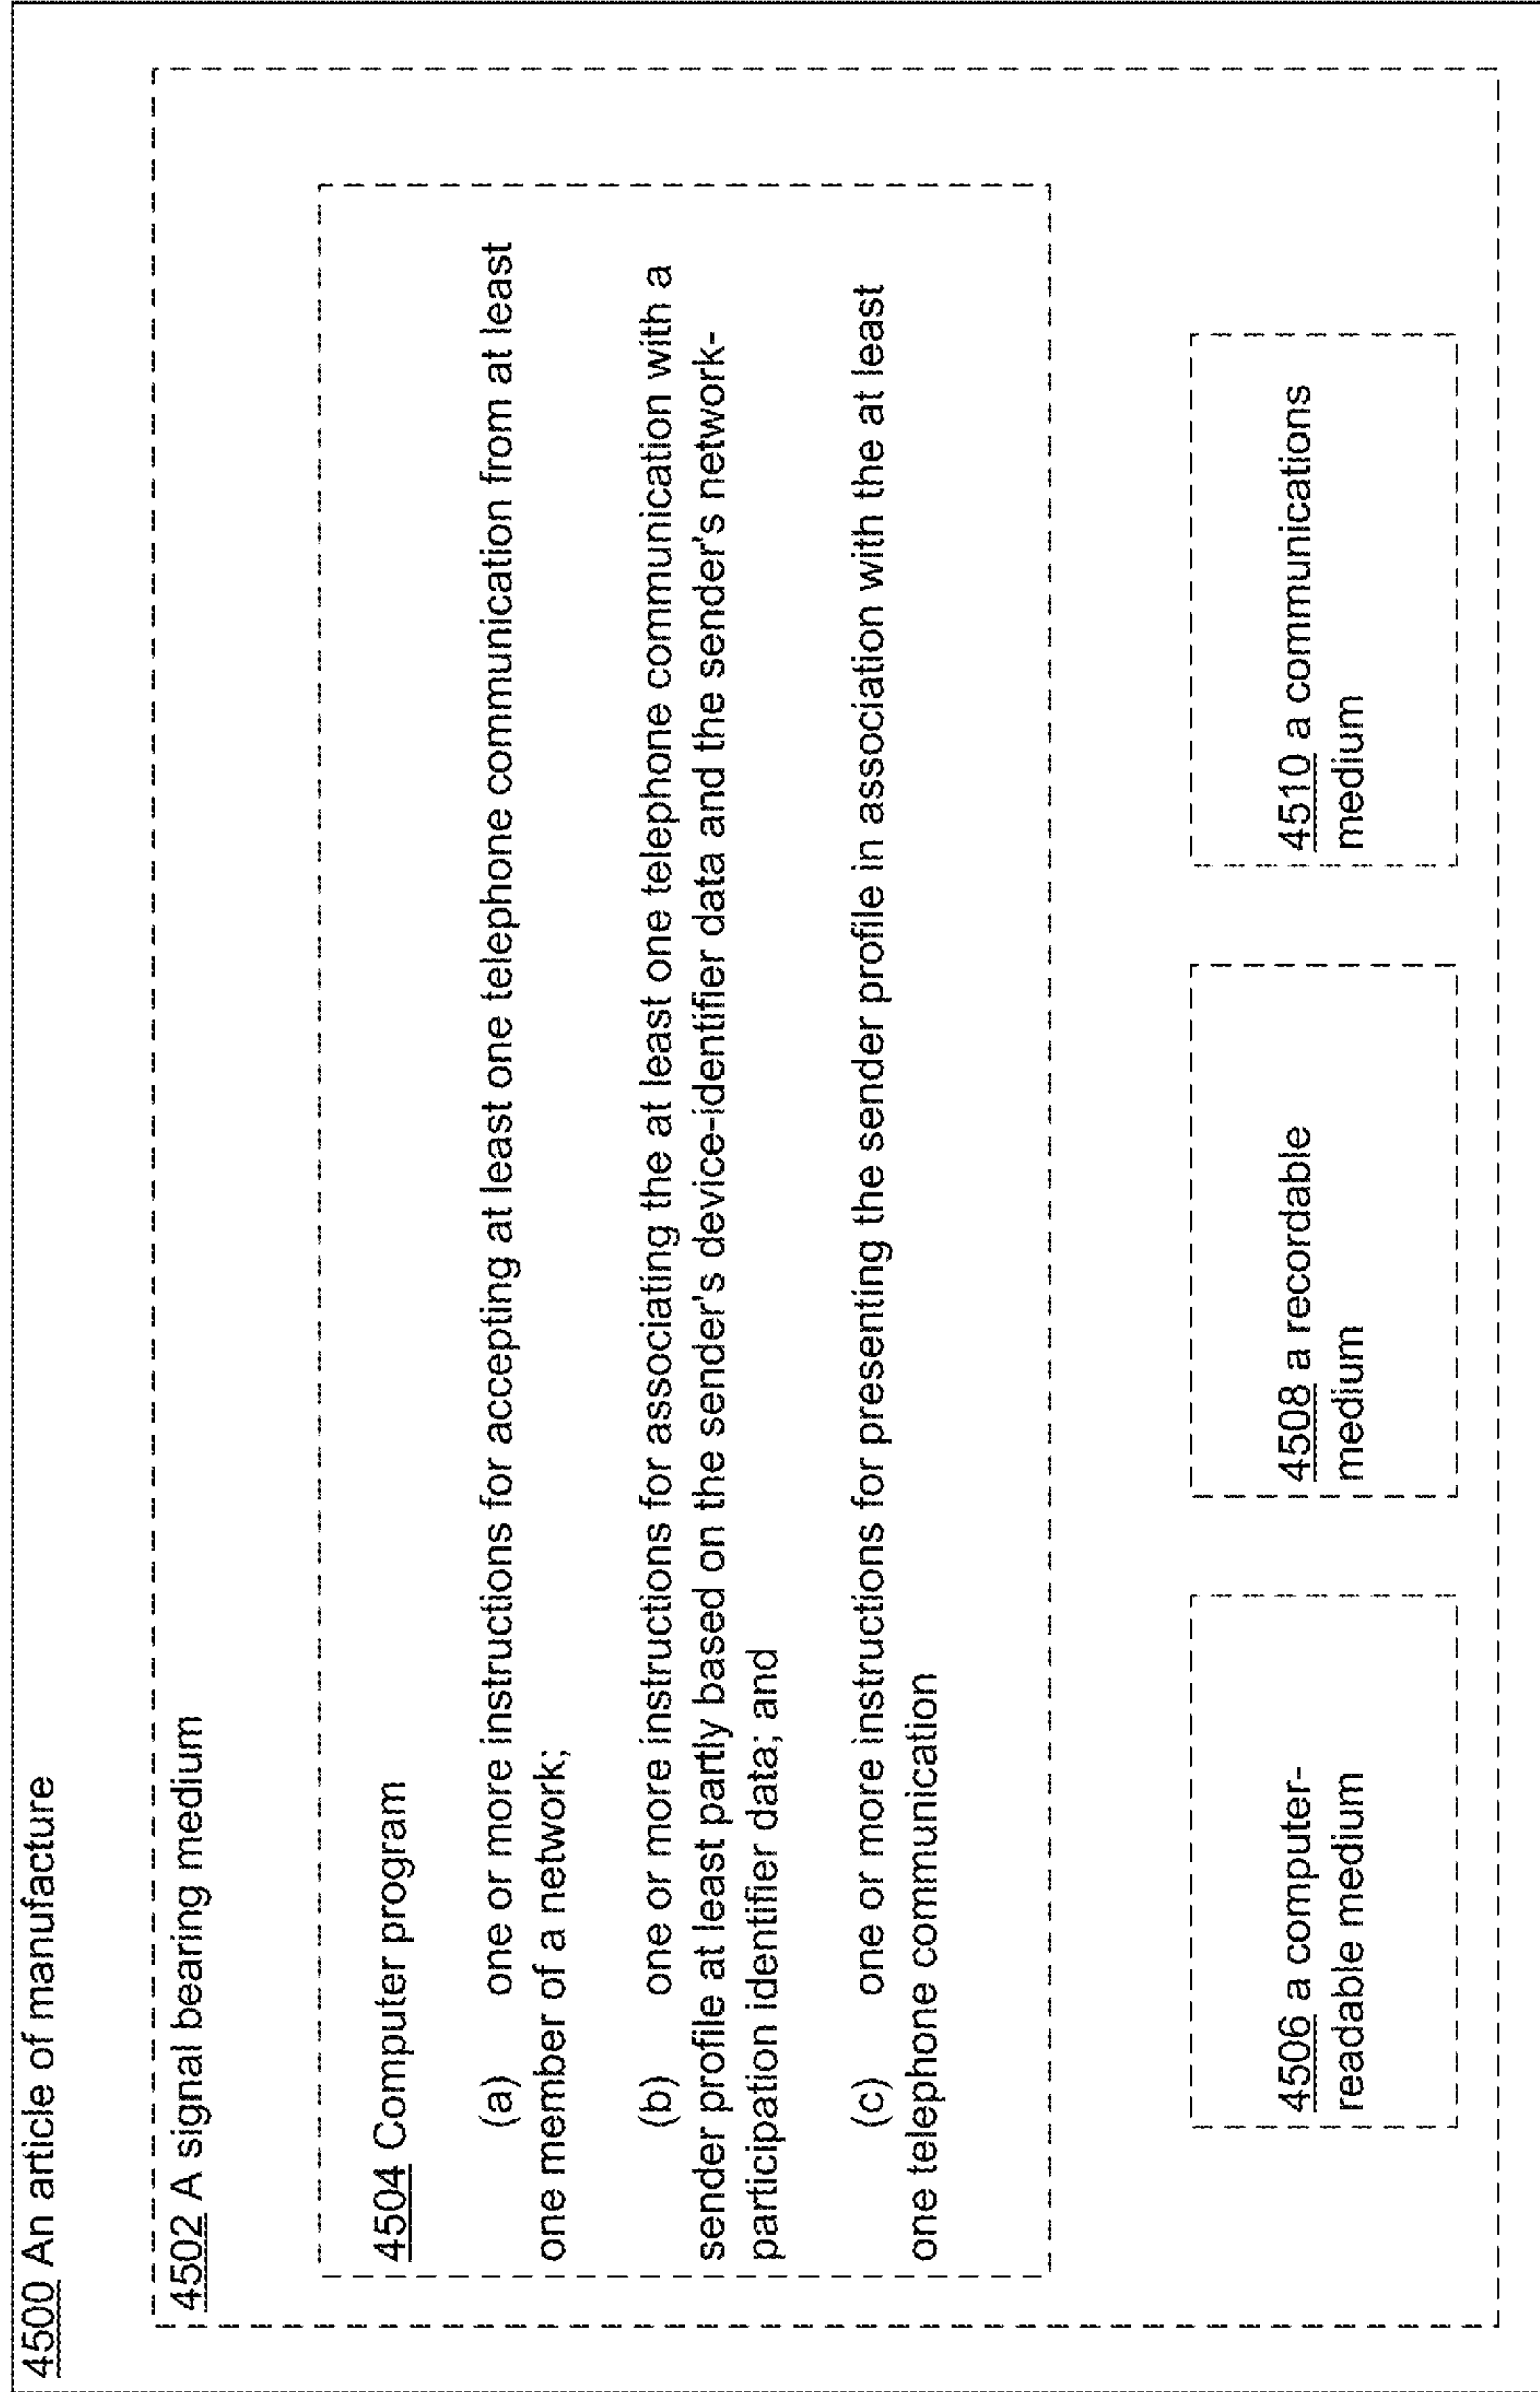 4500 An article of manufacture
4502 A signal bearing medium
4504 Computer program
(a) one or more instructions for accepting at least one telephone communication from at least
one member of a network;
(b) one or more instructions for associating the at least one telephone communication with a
sender profile at least partly based on the sender's device-identifier data and the sender's network-
participation identifier data; and
(c) one or more instructions for presenting the sender profile in association with the at least
one telephone communication
4506 a computer-
readable medium
4508 a recordable
medium
4510 a communications
medium